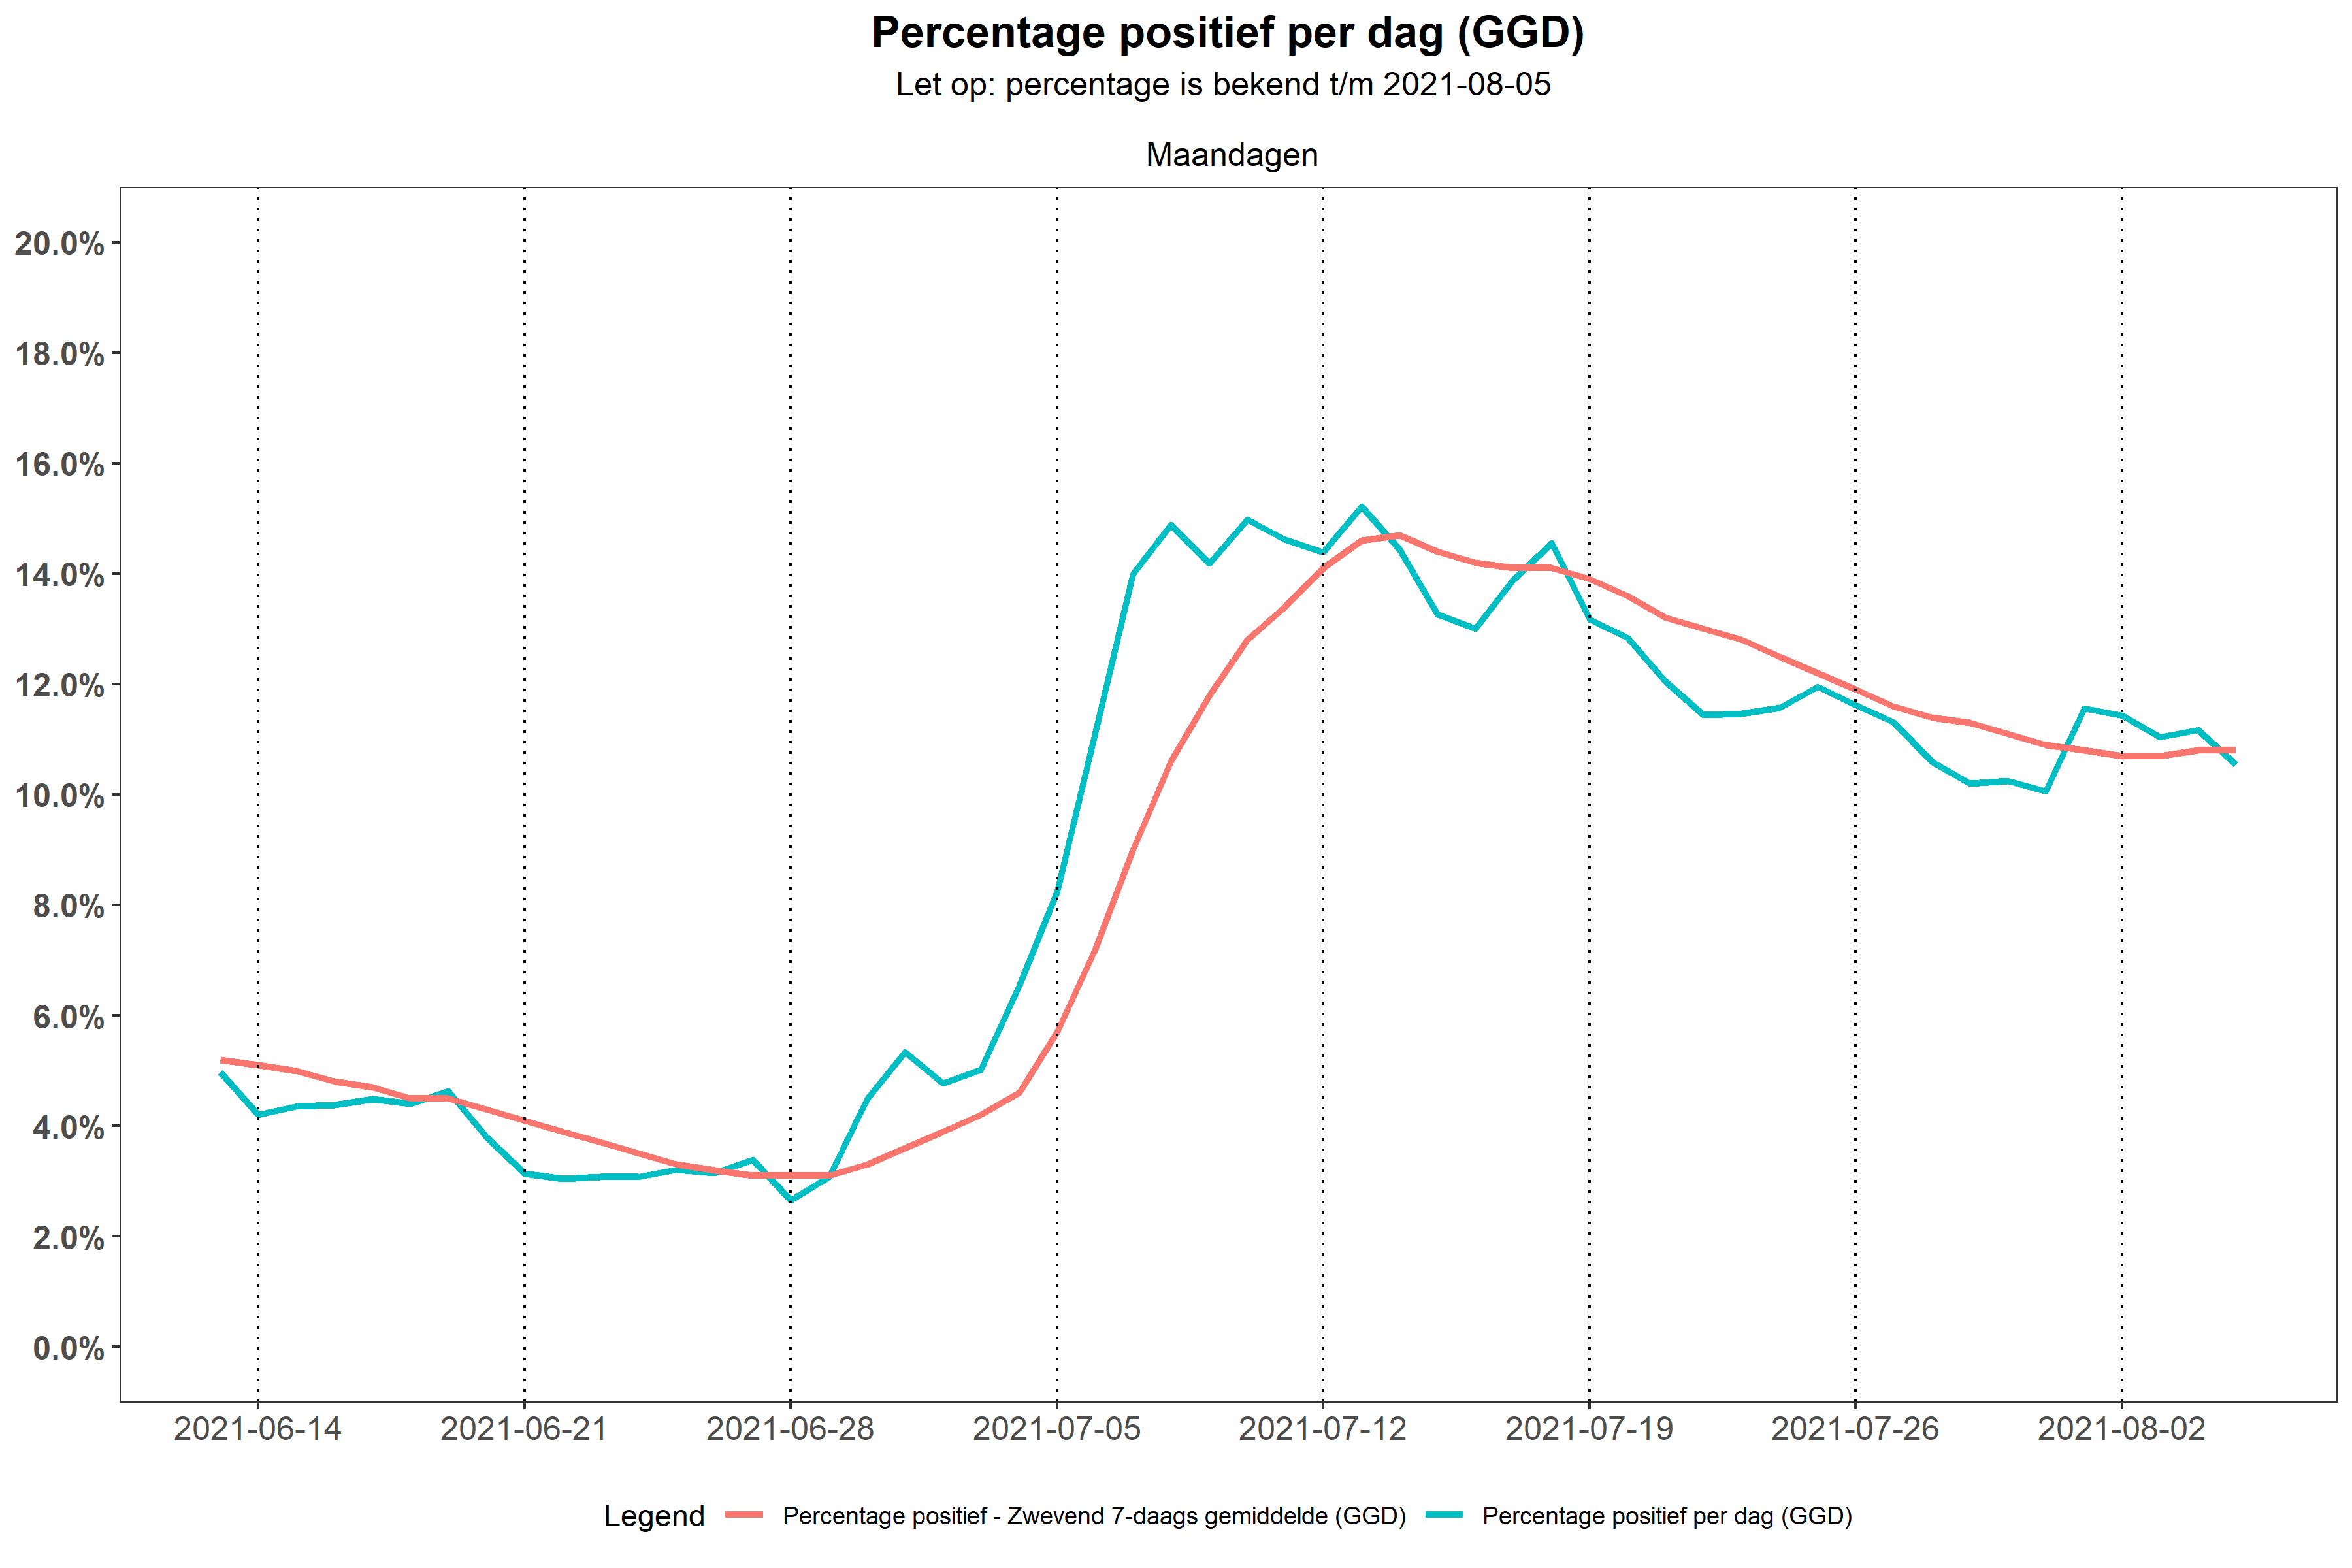 Percentage positief per dag (GGD)
Let op: percentage is bekend t/m 2021-08-05
Maandagen
20.0%
18.0%
16.0%
14.0%
12.0%
10.0%
8.0%
6.0%
4.0%
2.0%
0.0%
2021-06-14 2021-06-21 2021-06-28 2021-07-05 2021-07-12 2021-07-19 2021-07-26 2021-08-02
Legend Percentage positief - Zwevend 7-daags gemiddelde (GGD) Percentage positief per dag (GGD)